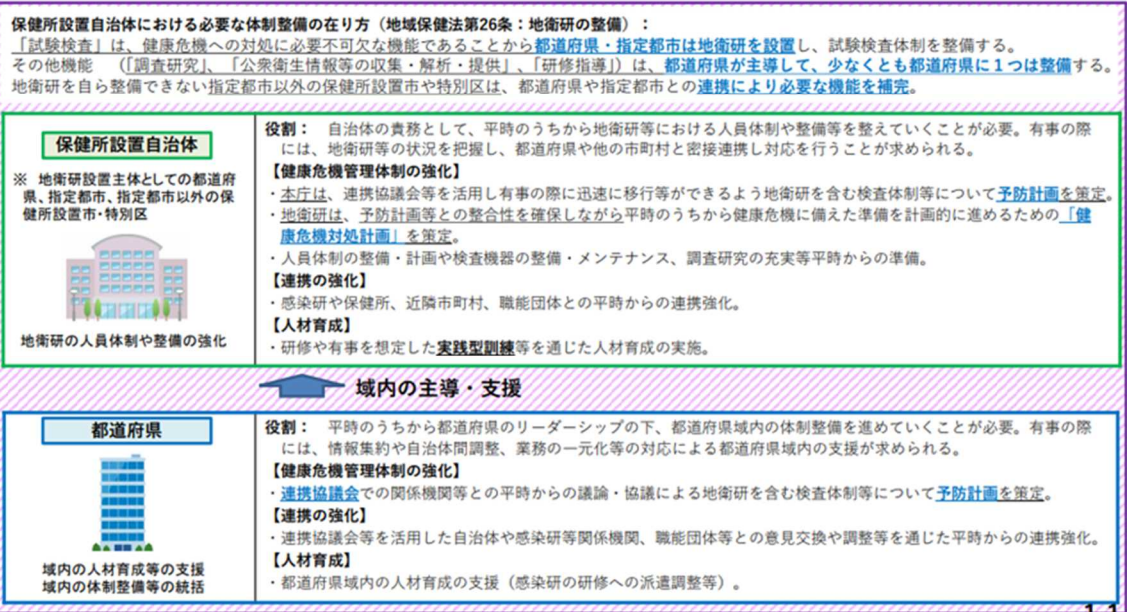 保健所設置自治体における必要な体制整備の在り方（地域保健法第26条：地衛研の整備）：
「試験検査」は、健康危機への対処に必要不可欠な機能であることから都道府県・指定都市は地衛研を設置し、試験検査体制を整備する。
その他機能　（「調査研究」、「公衆衛生情報等の収集・解析・提供」、「研修指導」）は、都道府県が主導して、少なくとも都道府県に１つは整備する。
地衛研を自ら整備できない指定都市以外の保健所設置市や特別区は、都道府県や指定都市との連携により必要な機能を補完。
保健所設置自治体
※ 地衛研設置主体としての都道府
県、指定都市、指定都市以外の保
健所設置市・特別区
地衛研の人員体制や整備の強化
役割：　自治体の責務として、平時のうちから地衛研等における人員体制や整備等を整えていくことが必要。有事の際
には、地衛研等の状況を把握し、都道府県や他の市町村と密接連携し対応を行うことが求められる。
【健康危機管理体制の強化】
・本庁は、連携協議会等を活用し有事の際に迅速に移行等ができるよう地衛研を含む検査体制等について予防計画を策定。
・地衛研は、予防計画等との整合性を確保しながら平時のうちから健康危機に備えた準備を計画的に進めるための「健
康危機対処計画」を策定。
・人員体制の整備・計画や検査機器の整備・メンテナンス、調査研究の充実等平時からの準備。
【連携の強化】
・感染研や保健所、近隣市町村、職能団体との平時からの連携強化。
【人材育成】
・研修や有事を想定した実践型訓練等を通じた人材育成の実施。
域内の主導・支援
都道府県
域内の人材育成等の支援
域内の体制整備等の統括
役割：　平時のうちから都道府県のリーダーシップの下、都道府県域内の体制整備を進めていくことが必要。有事の際
には、情報集約や自治体間調整、業務の一元化等の対応による都道府県域内の支援が求められる。
【健康危機管理体制の強化】
・連携協議会での関係機関等との平時からの議論・協議による地衛研を含む検査体制等について予防計画を策定。
【連携の強化】
・連携協議会等を活用した自治体や感染研等関係機関、職能団体等との意見交換や調整等を通じた平時からの連携強化。
【人材育成】
・都道府県域内の人材育成の支援（感染研の研修への派遣調整等）。